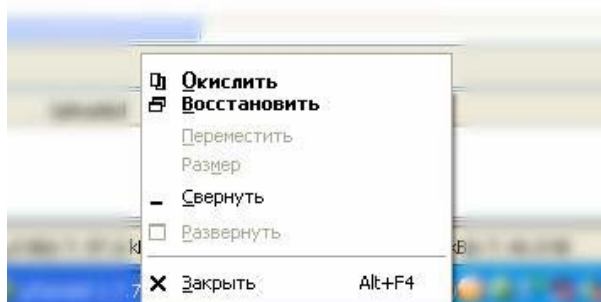 Окислить
Восстановить
Переместить
Размер
Свернуть
Развернуть
Закрыть Alt+F4